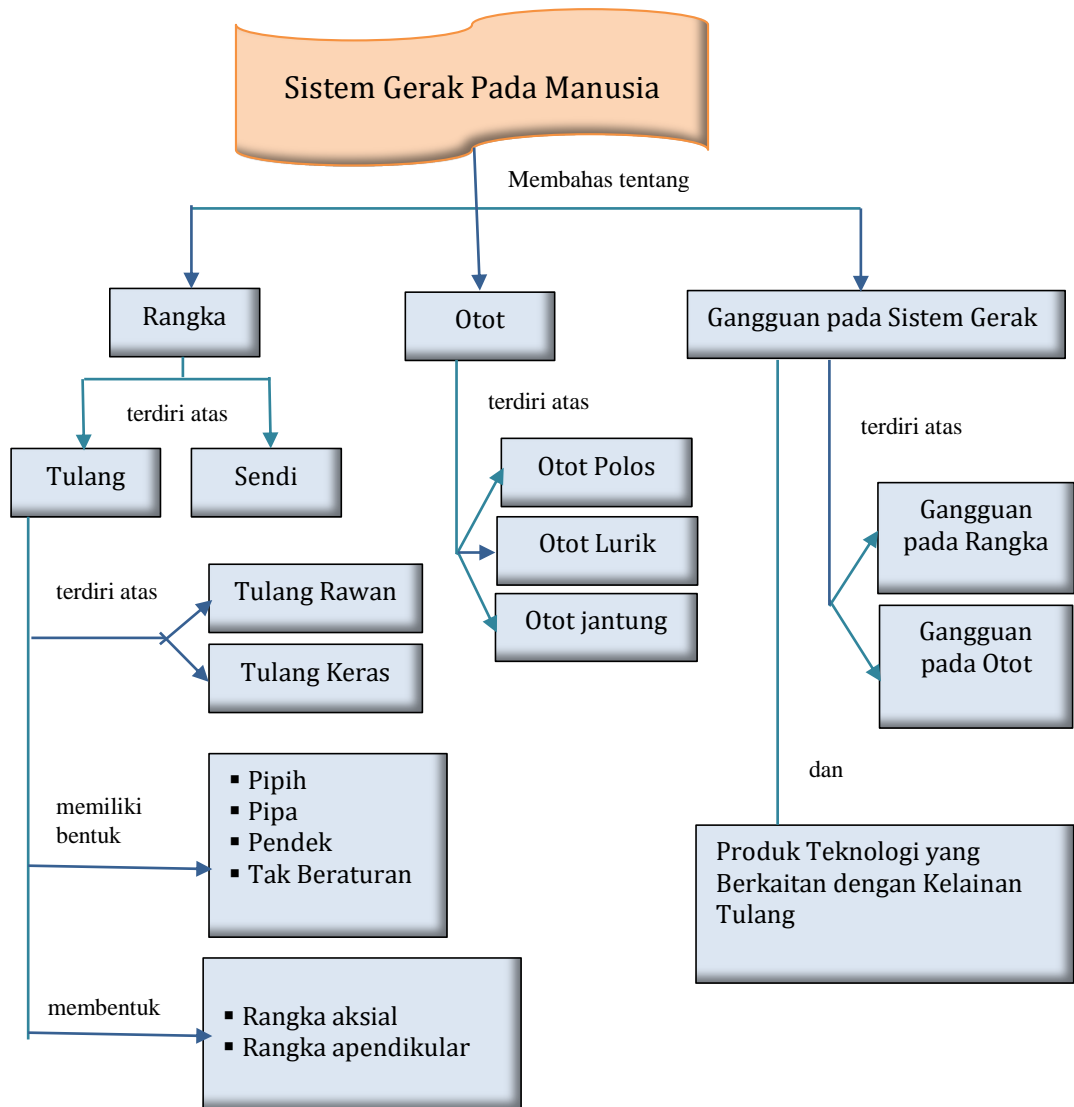 Sistem Gerak Pada Manusia
Membahas tentang
Rangka
Otot
Gangguan pada Sistem Gerak
terdiri atas
Tulang
Sendi
terdiri atas
Otot Polos
Otot Lurik
Otot jantung
terdiri atas
Gangguan
pada Rangka
Gangguan
pada Otot
terdiri atas
Tulang Rawan
Tulang Keras
memiliki
bentuk
▪ Pipih
▪ Pipa
▪ Pendek
▪ Tak Beraturan
dan
Produk Teknologi yang
Berkaitan dengan Kelainan
Tulang
membentuk
▪ Rangka aksial
▪ Rangka apendikular